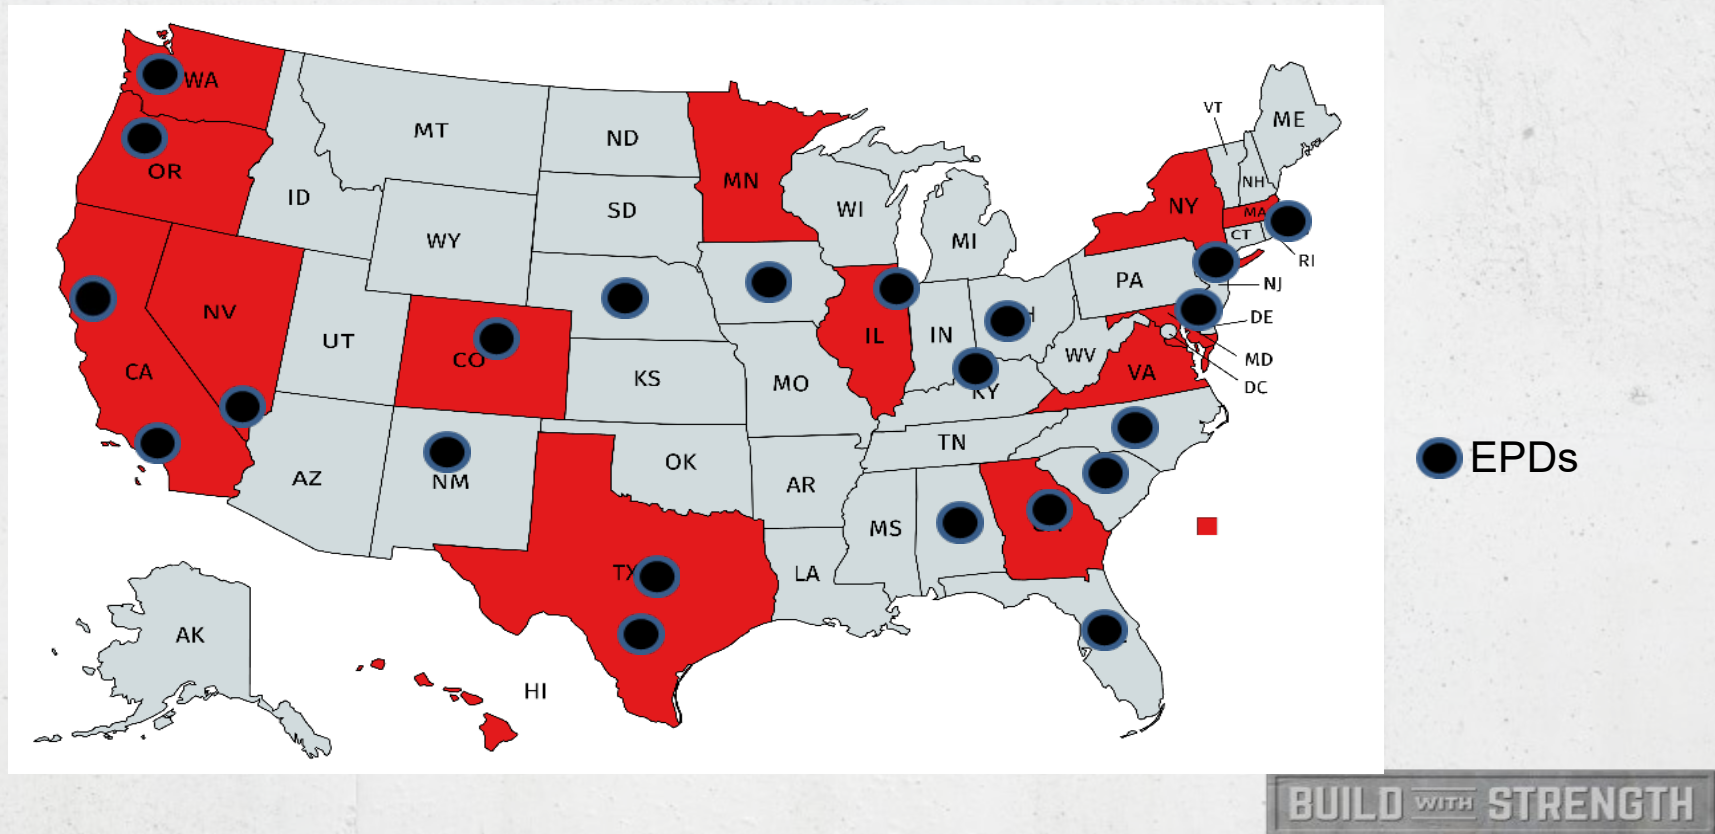 WA
MT
ND
MN
VT
ME
OR
ID
SD
WI
NH
NY
MA
WY
MI
CT
RI
PA
NJ
NV
UT
CO
IL
IN
DE
WV
MD
CA
KS
MO
KY
VA
DC
TN
EPDs
AZ
NM
OK
AR
MS
TX
LA
AK
HI
BUILD WITH STRENGTH